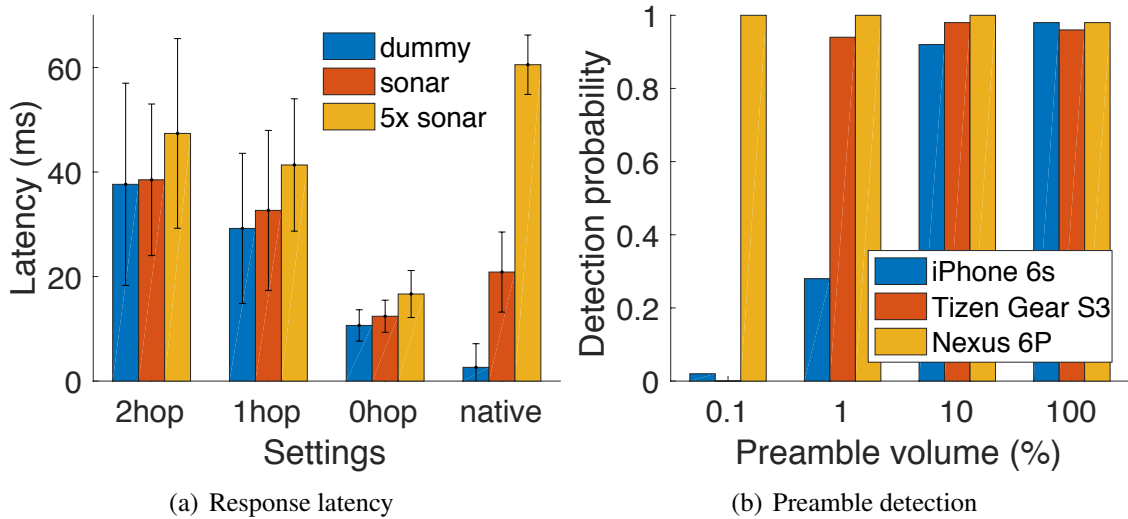 60
40
20
0
Latency (ms)
dummy
sonar
5x sonar
2hop 1hop 0hop native
Settings
(a) Response latency
1
0.8
0.6
0.4
0.2
0
Detection probability
iPhone 6s
Tizen Gear S3
Nexus 6P
0.1 1 10 100
Preamble volume (%)
(b) Preamble detection